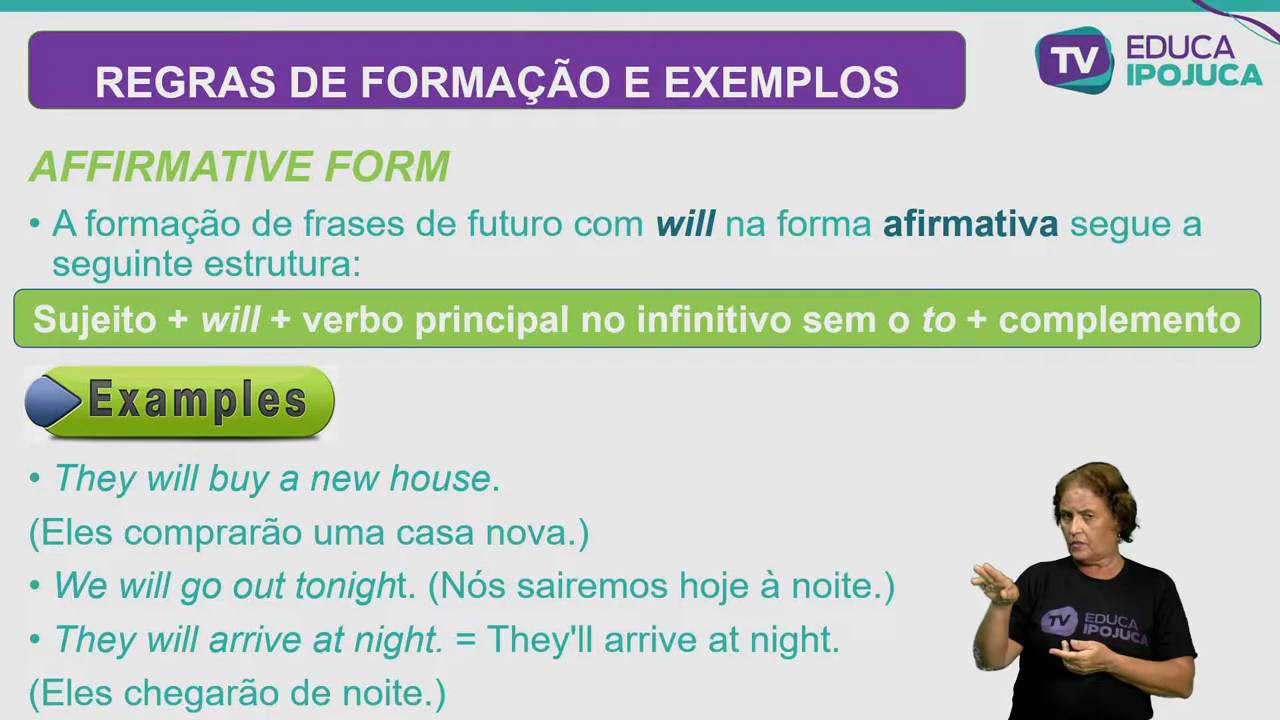 REGRAS DE FORMAÇÃO E EXEMPLOS
TV EDUCA
IPOJUCA
AFFIRMATIVE FORM
• A formação de frases de futuro com will na forma afirmativa segue a
seguinte estrutura:
Sujeito + will + verbo principal no infinitivo sem o to + complemento
Examples
• They will buy a new house.
(Eles comprarão uma casa nova.)
• We will go out tonight. (Nós sairemos hoje à noite.)
• They will arrive at night. = They'll arrive at night.
(Eles chegarão de noite.)
TV EDUCA
IPOJUCA